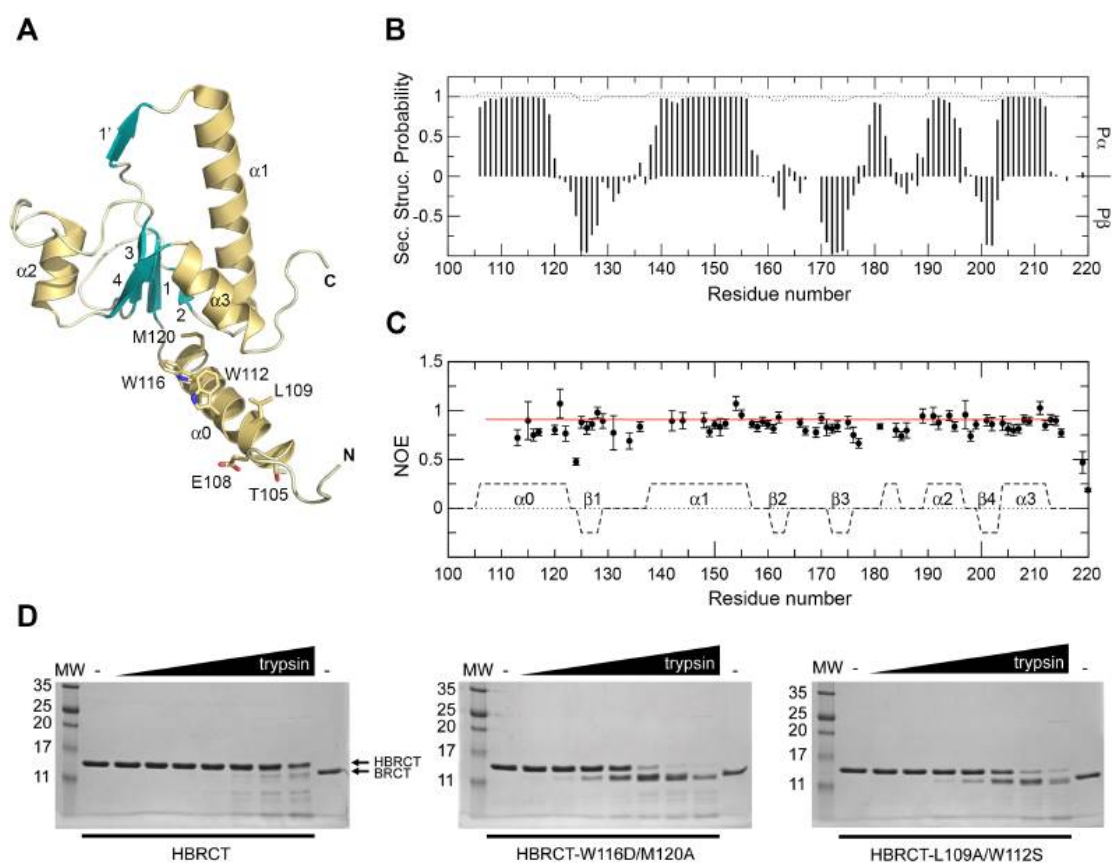 A
1'
α1
α2
3
4
1
α3
2
C
M120
W116
W112
L109
α0
N
E108
T105
B
Sec. Struc. Probability
1
0.5
0
-0.5
Pα
Pβ
100 110 120 130 140 150 160 170 180 190 200 210 220
Residue number
C
NOE
1.5
1
0.5
0
α0 β1 α1 β2 β3 α2 β4 α3
100 110 120 130 140 150 160 170 180 190 200 210 220
Residue number
D
MW - trypsin -
35
25
20
17
11
HBRCT
BRCT
HBRCT
MW - trypsin -
35
25
20
17
11
HBRCT-W116D/M120A
MW - trypsin -
35
25
20
17
11
HBRCT-L109A/W112S